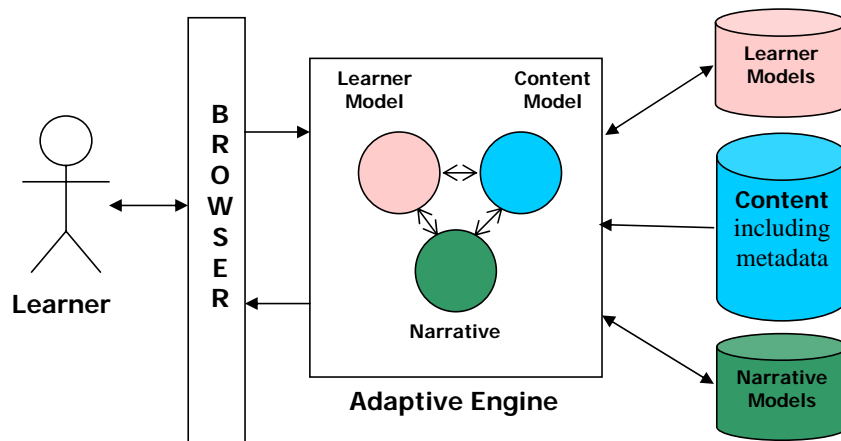 Learner
B
R
O
W
S
E
R
Learner
Model
Content
Model
Narrative
Adaptive Engine
Learner
Models
Content
including
metadata
Narrative
Models